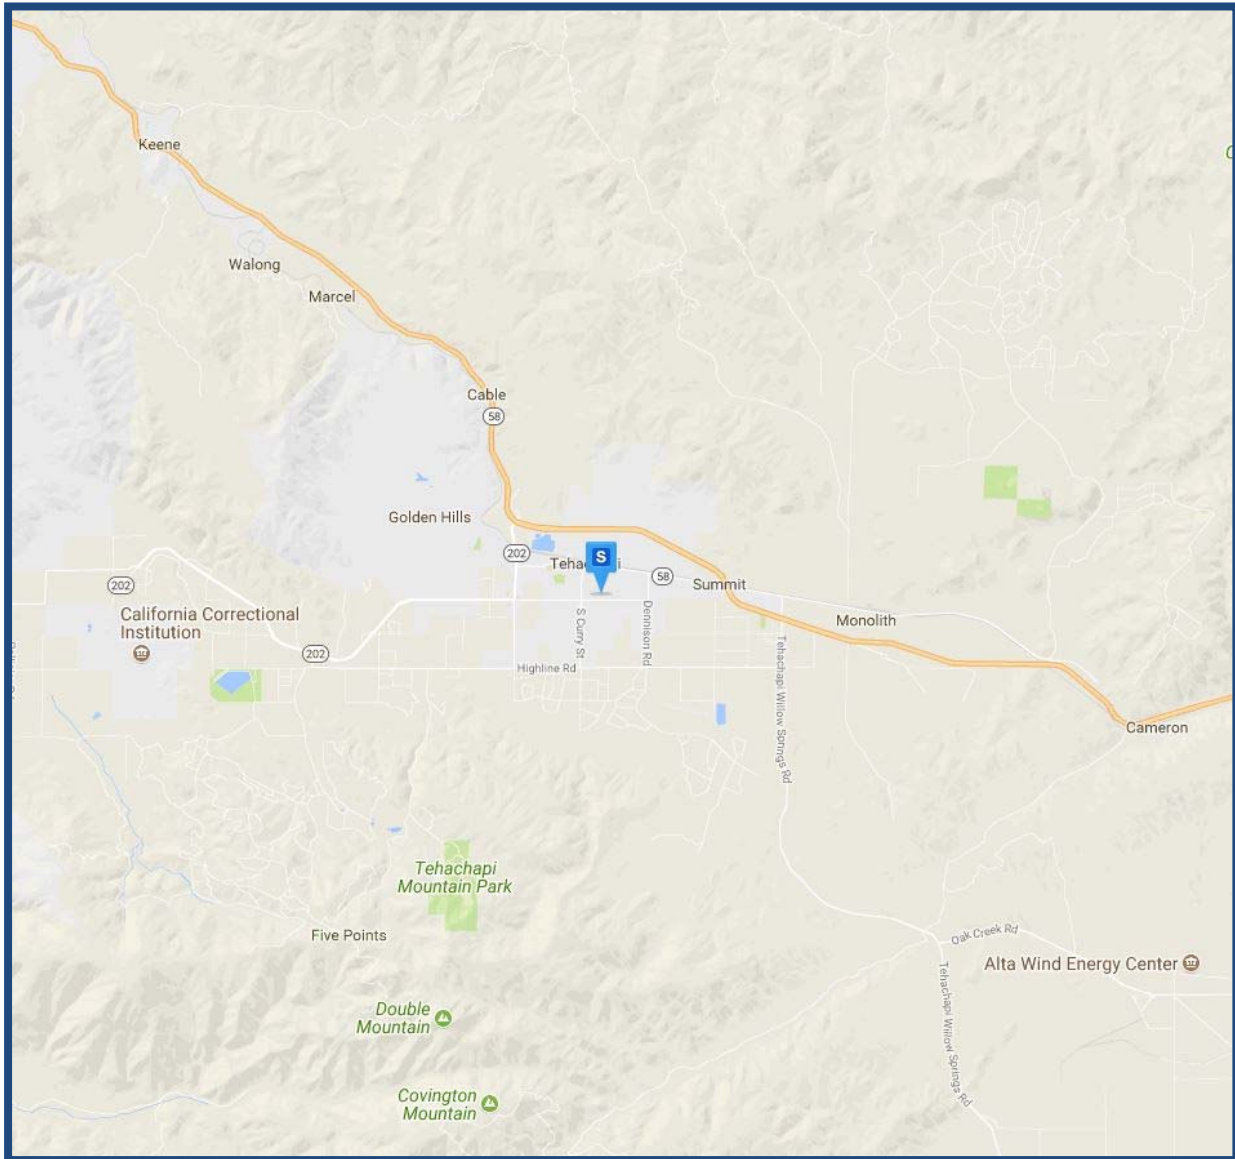 Keene
Walong
Marcel
Cable
58
Golden Hills
202
S
58
Summit
202
California Correctional
Institution
Monolith
S Curry St
Dennison Rd
202
Highline Rd
Tehachapi Willow Springs Rd
Cameron
Tehachapi
Mountain Park
Five Points
Oak Creek Rd
Alta Wind Energy Center
Double
Mountain
Tehachapi Willow Springs Rd
Covington
Mountain